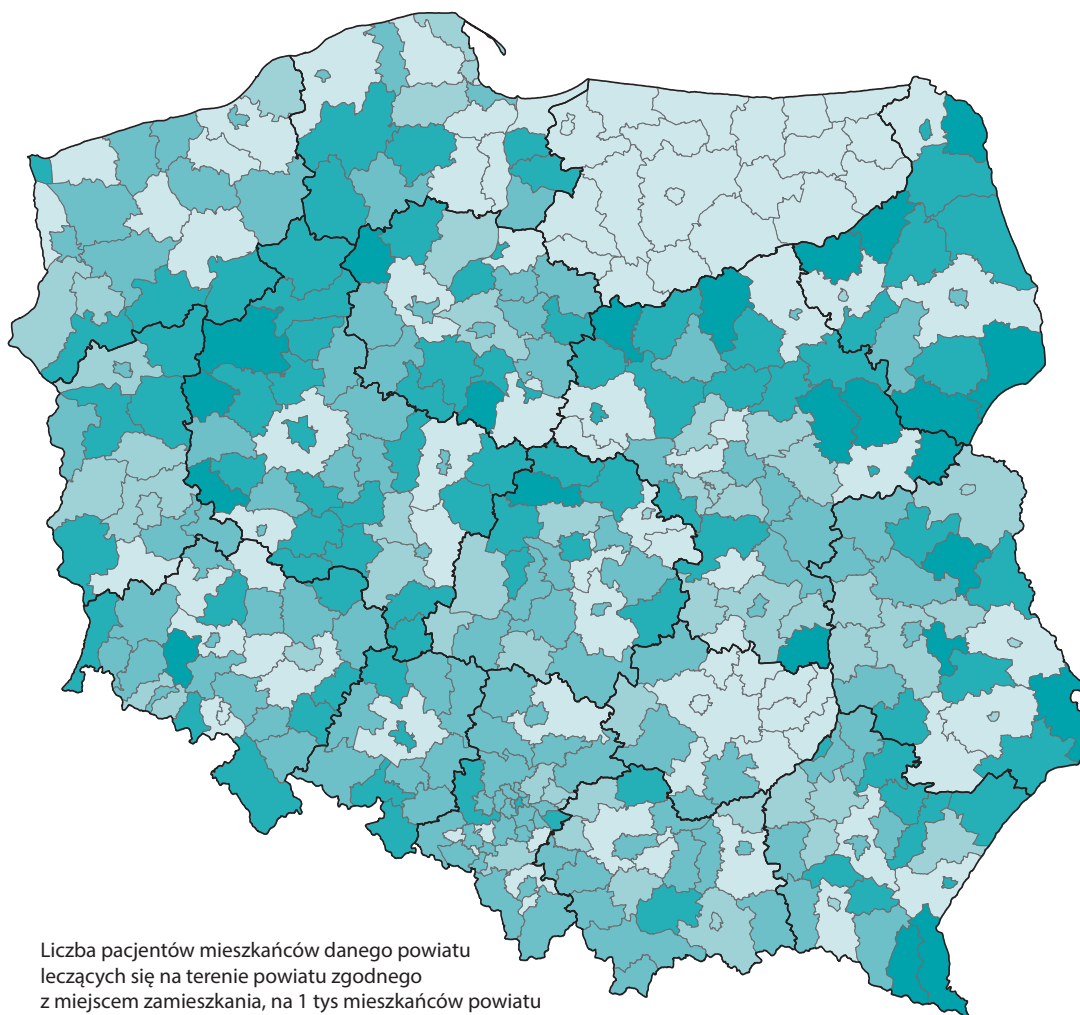 Liczba pacjentów mieszkańców danego powiatu
leczących się na terenie powiatu zgodnego
z miejscem zamieszkania, na 1 tys mieszkańców powiatu